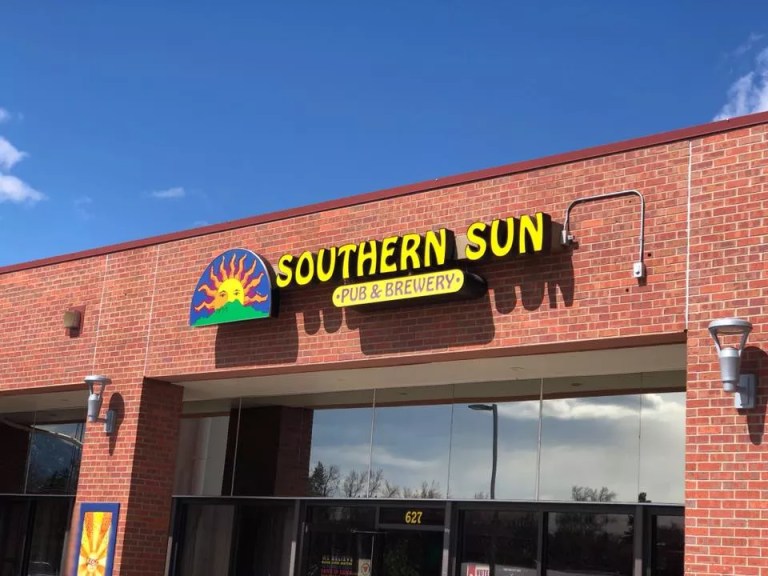 SOUTHERN SUN
•PUB & BREWERY•
627